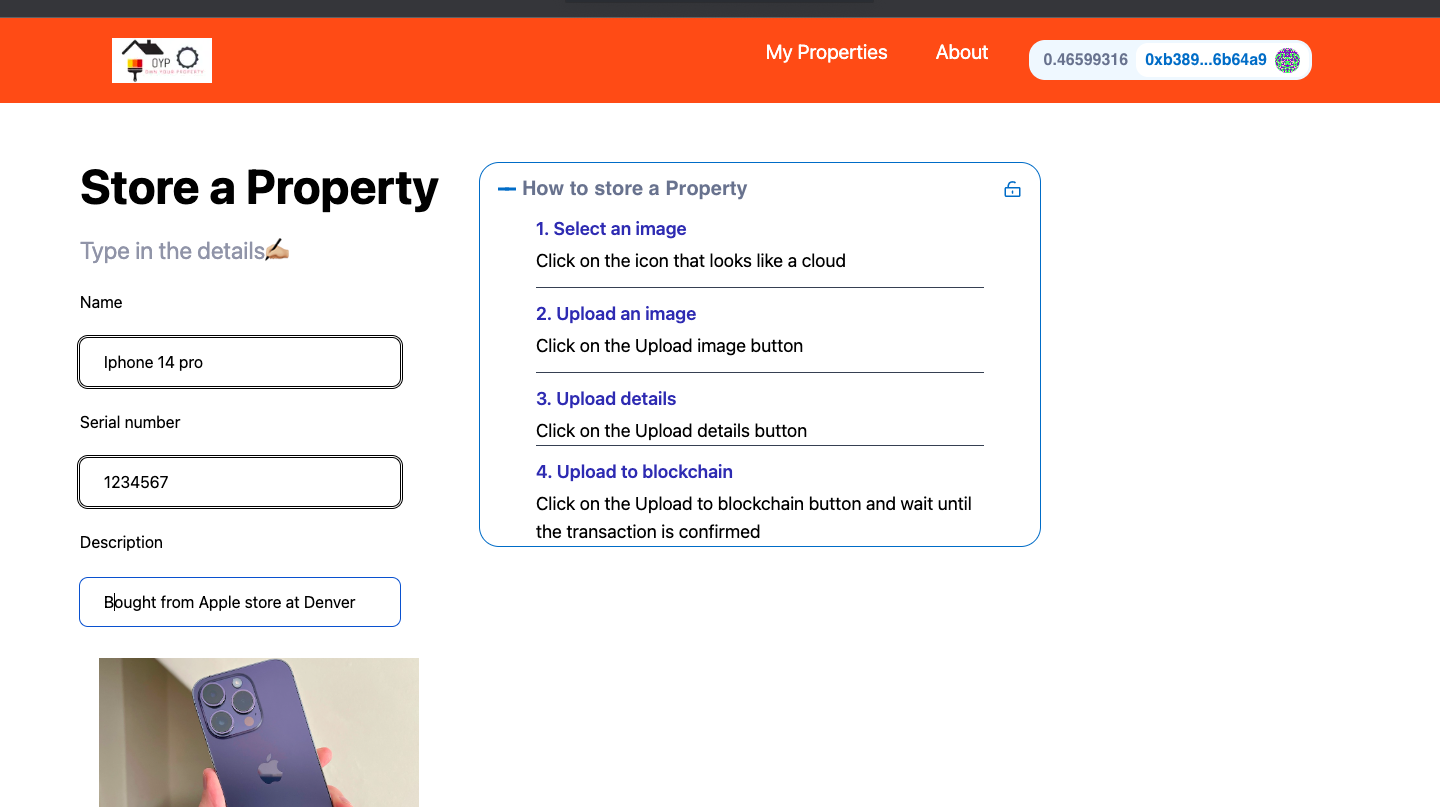 OYP
OWN YOUR PROPERTY
My Properties
About
0.46599316
0xb389...6b64a9
Store a Property
Type in the details
Name
Iphone 14 pro
Serial number
1234567
Description
Bought from Apple store at Denver
How to store a Property
1. Select an image
Click on the icon that looks like a cloud
2. Upload an image
Click on the Upload image button
3. Upload details
Click on the Upload details button
4. Upload to blockchain
Click on the Upload to blockchain button and wait until
the transaction is confirmed